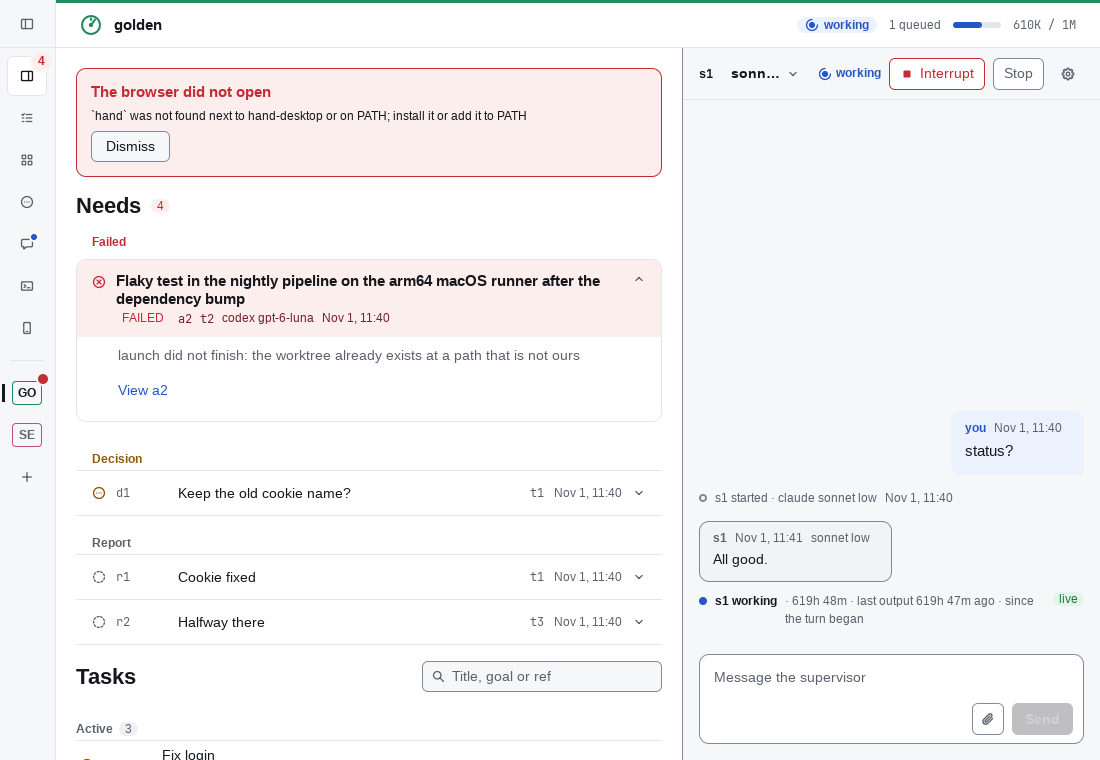 golden
working
1 queued
610K / 1M
4
GO
SE
The browser did not open
`hand` was not found next to hand-desktop or on PATH; install it or add it to PATH
Dismiss
Needs 4
Failed
Flaky test in the nightly pipeline on the arm64 macOS runner after the
dependency bump
FAILED a2 t2 codex gpt-6-luna Nov 1, 11:40
launch did not finish: the worktree already exists at a path that is not ours
View a2
Decision
d1 Keep the old cookie name? t1 Nov 1, 11:40
Report
r1 Cookie fixed t1 Nov 1, 11:40
r2 Halfway there t3 Nov 1, 11:40
Tasks
Title, goal or ref
Active 3
Fix login
s1 sonn... working Interrupt Stop
you Nov 1, 11:40
status?
s1 started · claude sonnet low Nov 1, 11:40
s1 Nov 1, 11:41 sonnet low
All good.
s1 working · 619h 48m · last output 619h 47m ago · since
the turn began
live
Message the supervisor
Send